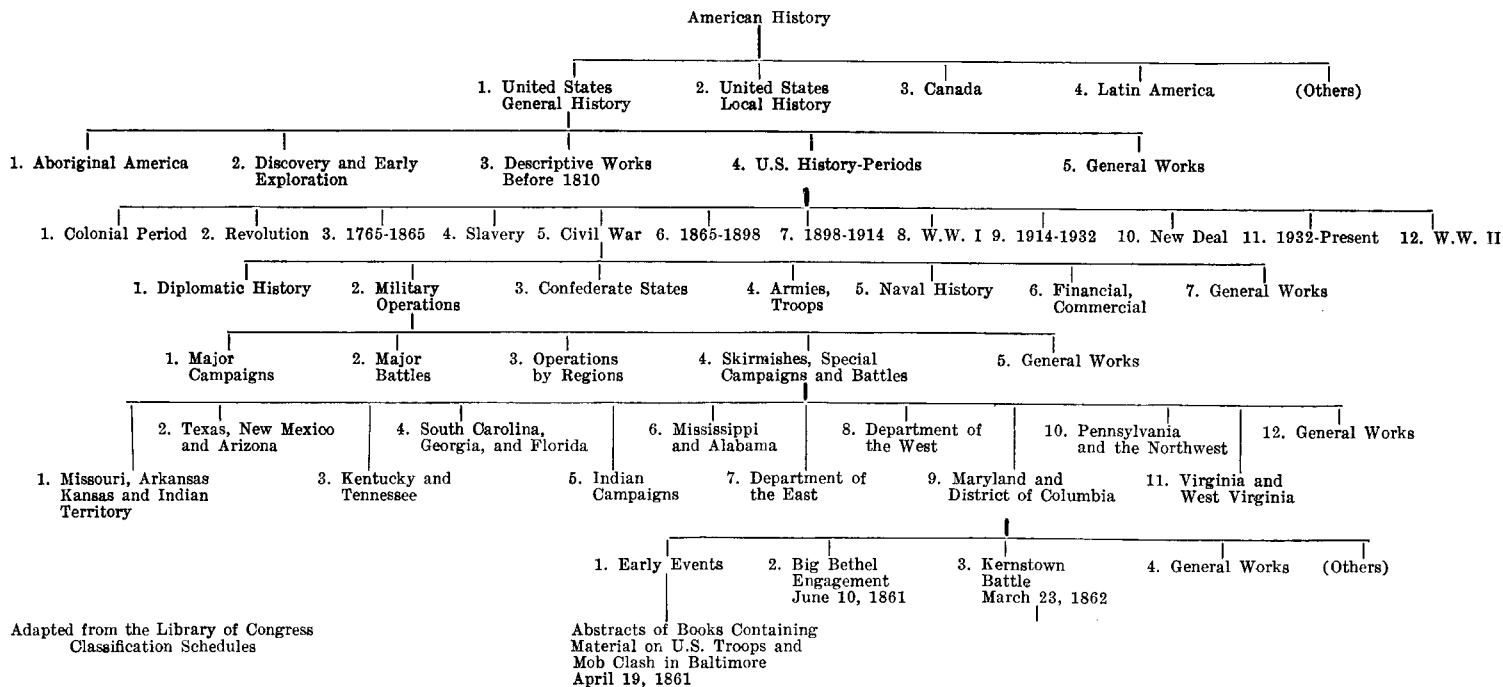 American History
1. United States
General History
2. United States
Local History
3. Canada
4. Latin America
(Others)
1. Aboriginal America
2. Discovery and Early
Exploration
3. Descriptive Works
Before 1810
4. U.S. History-Periods
5. General Works
1. Colonial Period
2. Revolution
3. 1765-1865
4. Slavery
5. Civil War
6. 1865-1898
7. 1898-1914
8. W.W. I
9. 1914-1932
10. New Deal
11. 1932-Present
12. W.W. II
1. Diplomatic History
2. Military
Operations
3. Confederate States
4. Armies,
Troops
5. Naval History
6. Financial,
Commercial
7. General Works
1. Major
Campaigns
2. Major
Battles
3. Operations
by Regions
4. Skirmishes, Special
Campaigns and Battles
5. General Works
2. Texas, New Mexico
and Arizona
4. South Carolina,
Georgia, and Florida
6. Mississippi
and Alabama
8. Department of
the West
10. Pennsylvania
and the Northwest
12. General Works
1. Missouri, Arkansas
Kansas and Indian
Territory
3. Kentucky and
Tennessee
5. Indian
Campaigns
7. Department of
the East
9. Maryland and
District of Columbia
11. Virginia and
West Virginia
1. Early Events
2. Big Bethel
Engagement
June 10, 1861
3. Kernstown
Battle
March 23, 1862
4. General Works
(Others)
Adapted from the Library of Congress
Classification Schedules
Abstracts of Books Containing
Material on U.S. Troops and
Mob Clash in Baltimore
April 19, 1861